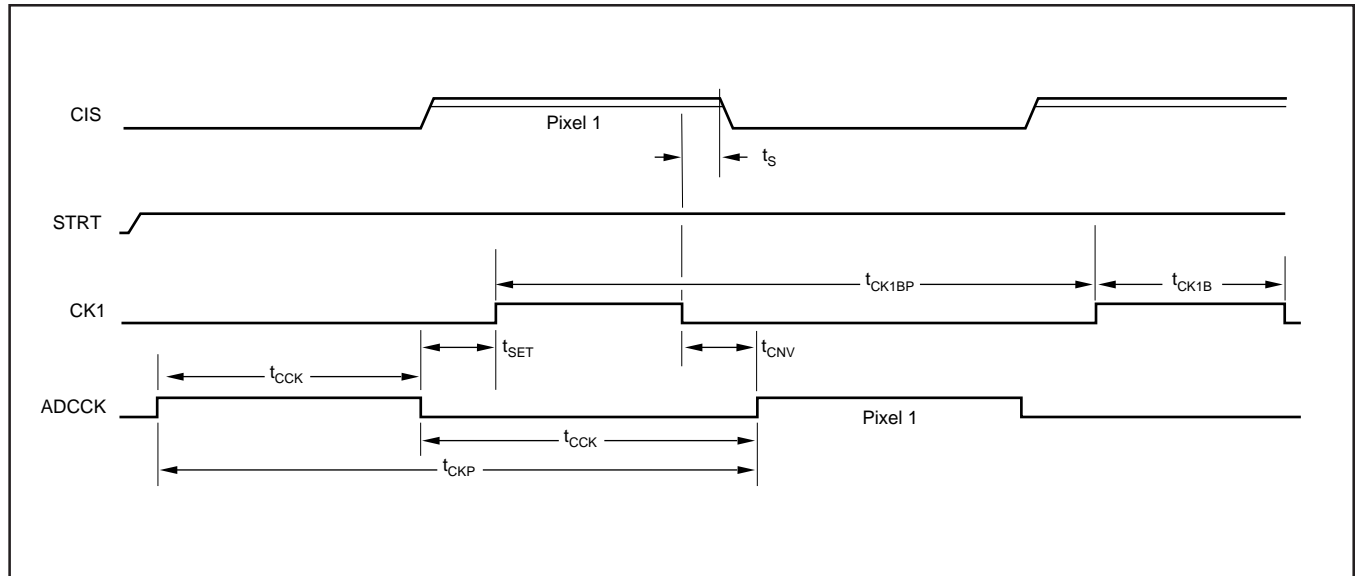 CIS
Pixel 1
tS
STRT
tCK1BP
tCK1B
CK1
tSET
tCNV
tCCK
ADCCK
Pixel 1
tCCK
tCKP